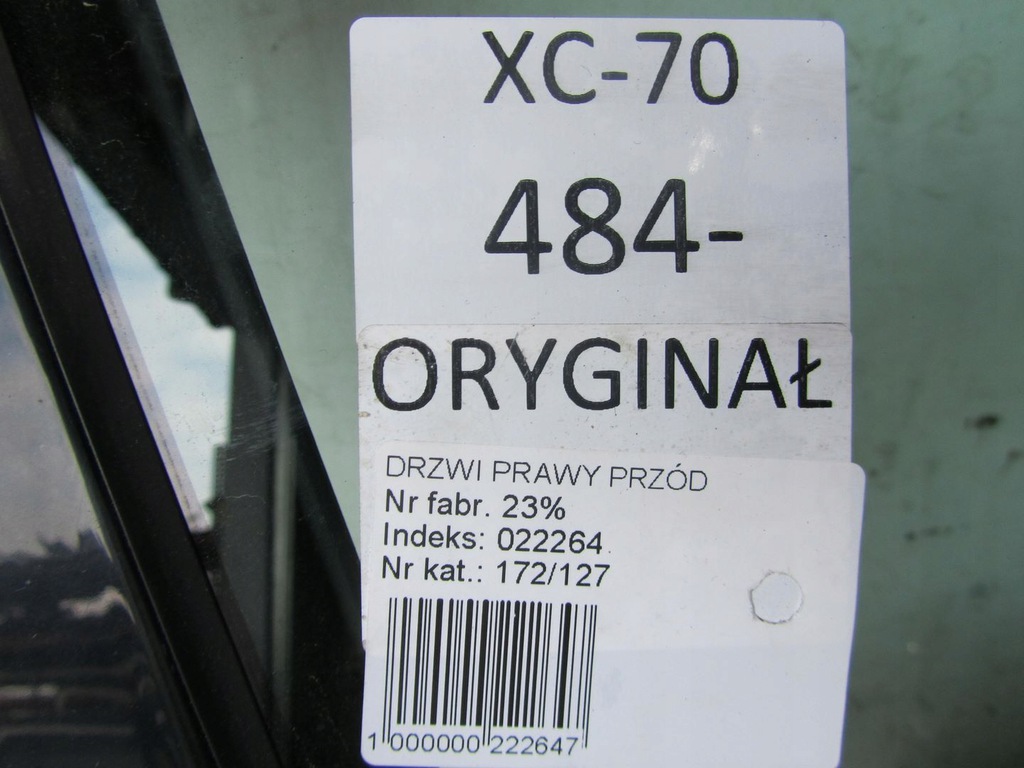 XC-70
484-
ORYGINAŁ
DRZWI PRAWY PRZÓD
Nr fabr. 23%
Indeks: 022264
Nr kat.: 172/127
1 000000 222647